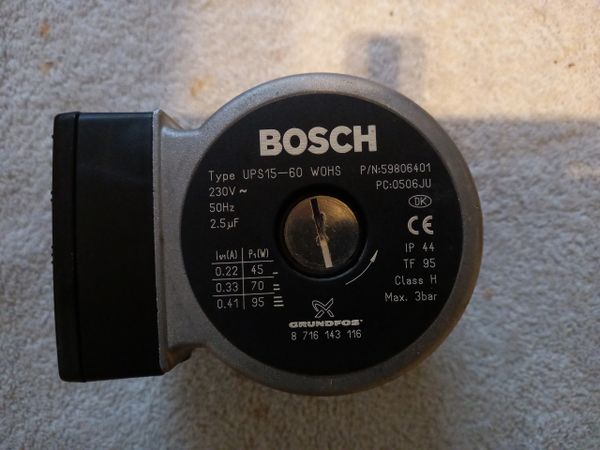 BOSCH
Type UPS15-60 WOHS P/N:59806401
230V ~ PC:0506JU
50Hz DK
2.5µF CE
IP 44
TF 95
Class H
Max. 3bar
I₁/₁(A) P₁(W)
0.22 45
0.33 70
0.41 95
GRUNDFOS
8 716 143 116